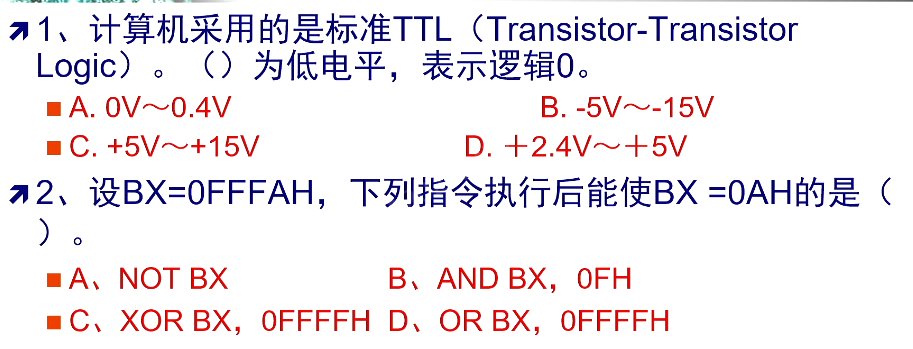 1、计算机采用的是标准TTL（Transistor-Transistor
Logic）。（）为低电平，表示逻辑0。
A. 0V～0.4V B. -5V～-15V
C. +5V～+15V D. ＋2.4V～＋5V
2、设BX=0FFFAH，下列指令执行后能使BX =0AH的是（
）。
A、NOT BX B、AND BX，0FH
C、XOR BX，0FFFFH D、OR BX，0FFFFH